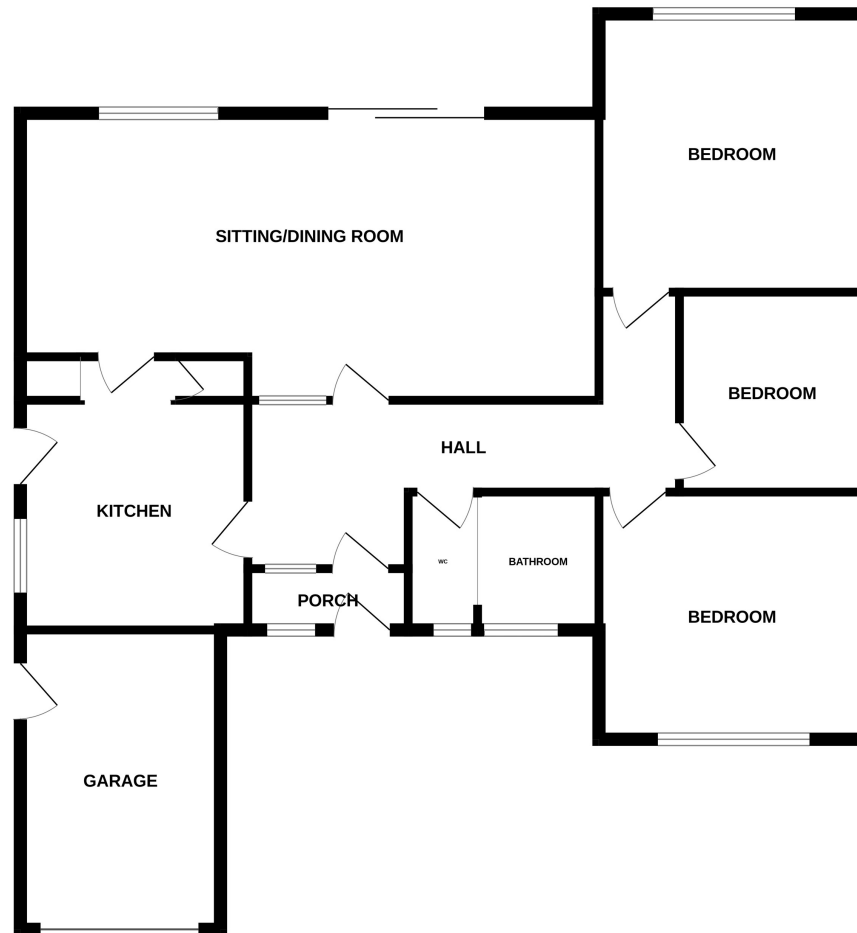 BEDROOM
SITTING/DINING ROOM
BEDROOM
HALL
KITCHEN
WC
BATHROOM
PORCH
BEDROOM
GARAGE